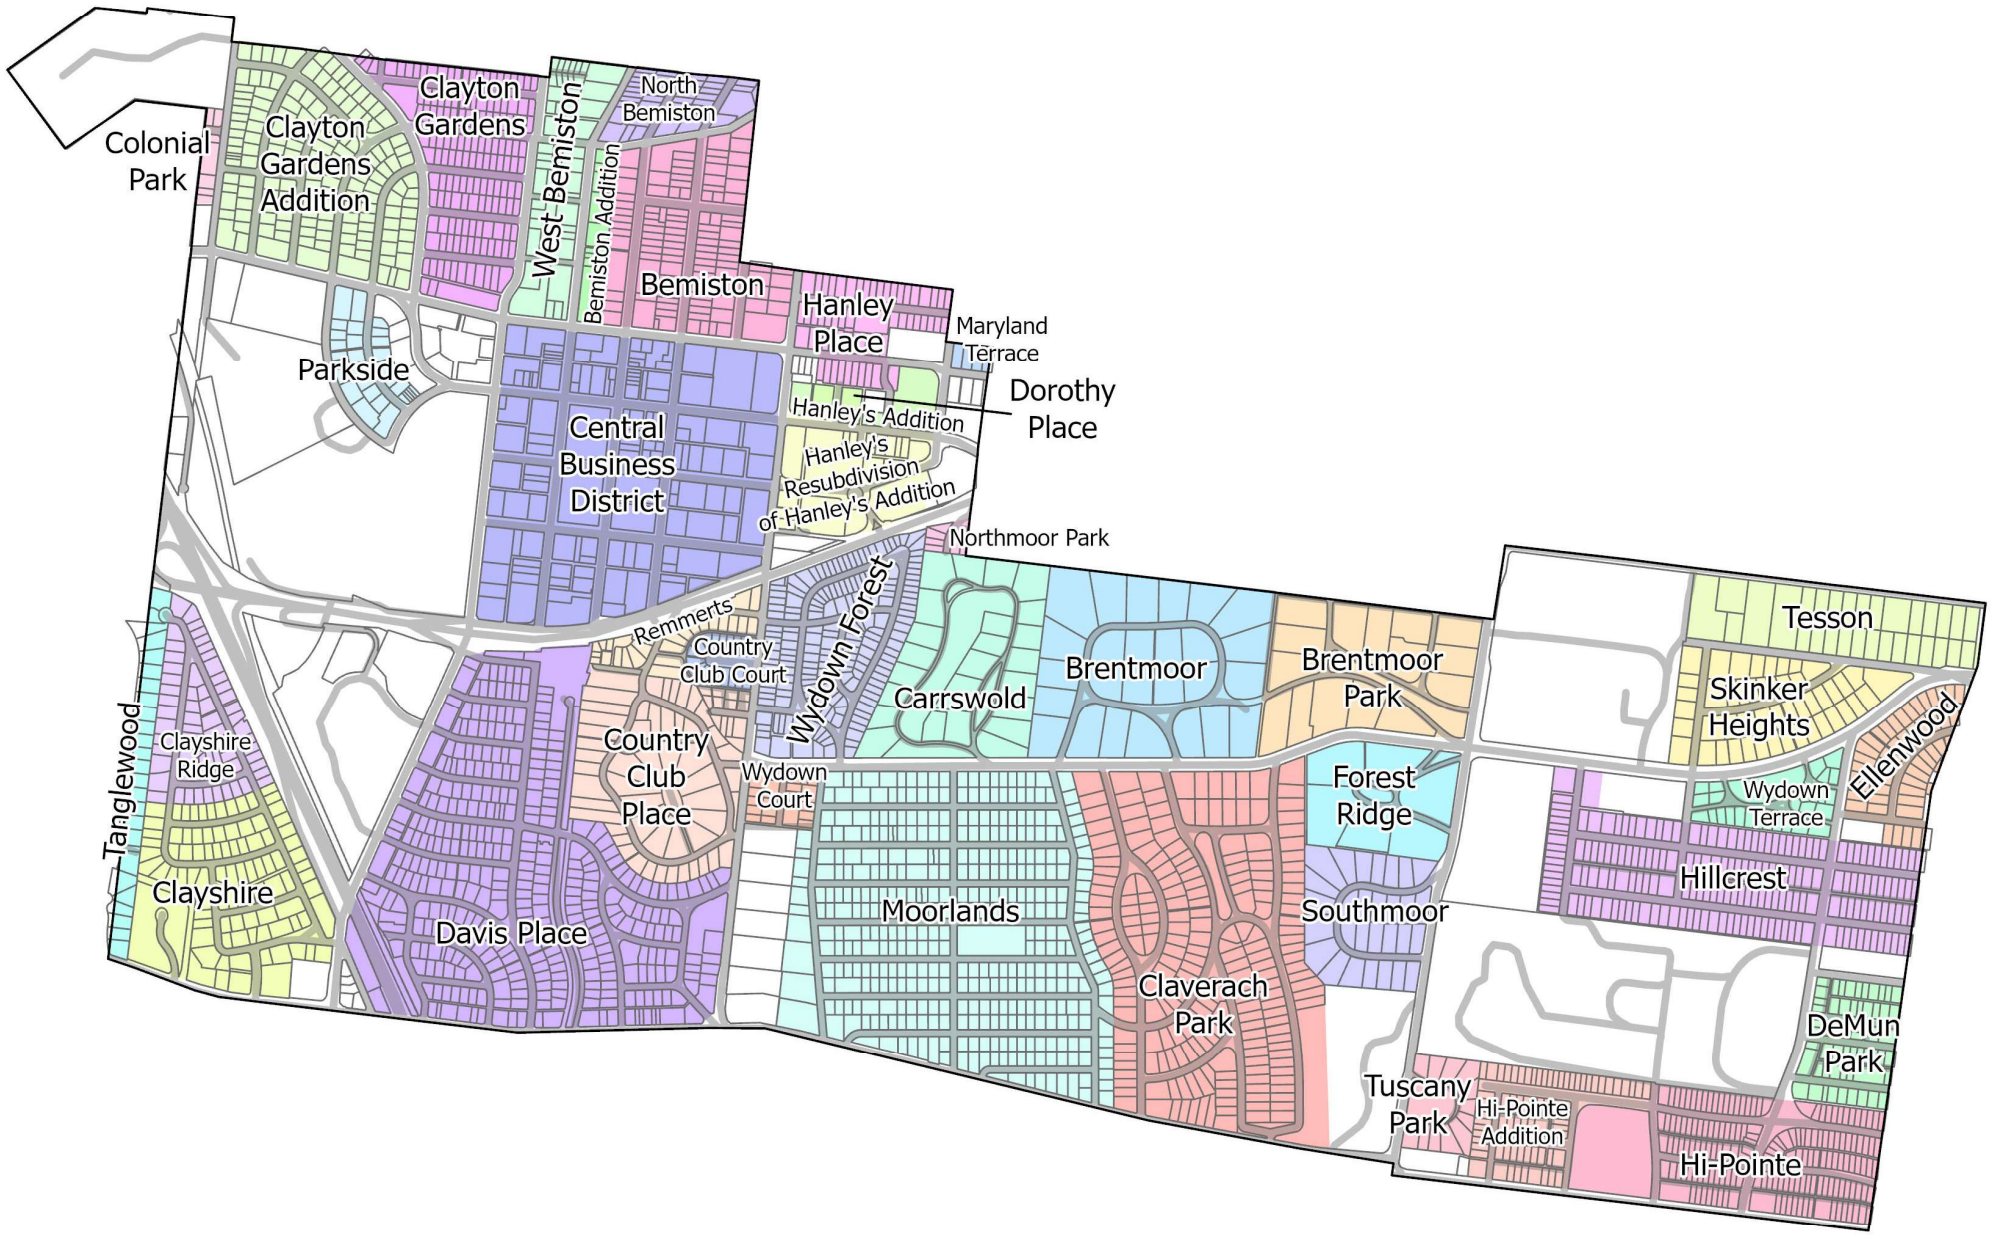 Colonial
Park
Clayton
Gardens
Addition
Clayton
Gardens
West Bemiston
North
Bemiston
Bemiston Addition
Bemiston
Hanley
Place
Maryland
Terrace
Dorothy
Place
Parkside
Central
Business
District
Hanley's Addition
Hanley's
Resubdivision
of Hanley's Addition
Northmoor Park
Remmerts
Country
Club Court
Wydown Forest
Carrswold
Brentmoor
Brentmoor
Park
Tesson
Skinker
Heights
Ellenwood
Tanglewood
Clayshire
Ridge
Country
Club
Place
Wydown
Court
Forest
Ridge
Wydown
Terrace
Clayshire
Davis Place
Moorlands
Southmoor
Hillcrest
Claverach
Park
DeMun
Park
Tuscany
Park
Hi-Pointe
Addition
Hi-Pointe